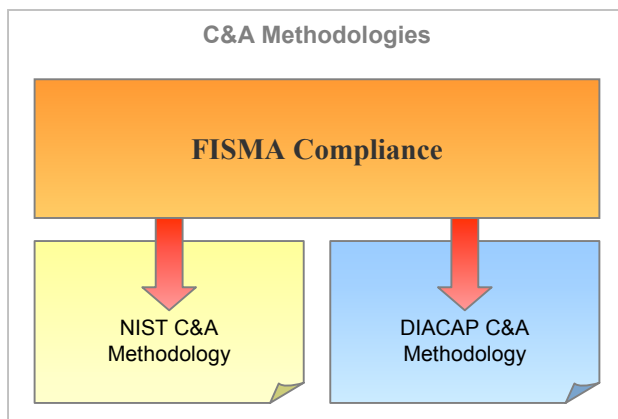 C&A Methodologies
FISMA Compliance
NIST C&A
Methodology
DIACAP C&A
Methodology